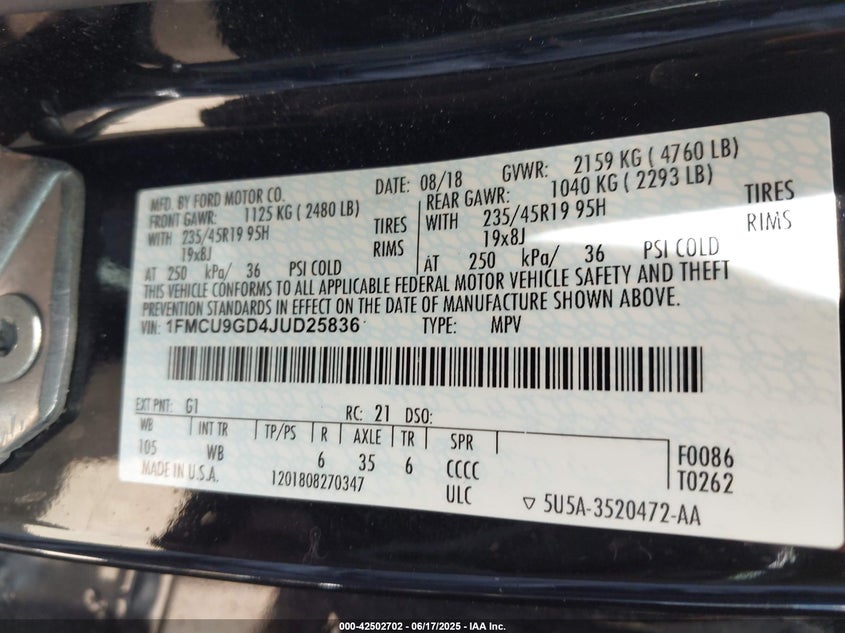 MFD. BY FORD MOTOR CO. DATE: 08/18 GVWR: 2159 KG ( 4760 LB)
FRONT GAWR: 1125 KG ( 2480 LB) REAR GAWR: 1040 KG ( 2293 LB)
WITH 235/45R19 95H TIRES WITH 235/45R19 95H TIRES
19x8J RIMS 19x8J RIMS
AT 250 kPa/ 36 PSI COLD AT 250 kPa/ 36 PSI COLD
THIS VEHICLE CONFORMS TO ALL APPLICABLE FEDERAL MOTOR VEHICLE SAFETY AND THEFT
PREVENTION STANDARDS IN EFFECT ON THE DATE OF MANUFACTURE SHOWN ABOVE.
VIN: 1FMCU9GD4JUD25836 TYPE: MPV
EXT PNT: G1 RC: 21 DSO:
WB INT TR TP/PS R AXLE TR SPR
105 WB 6 35 6 CCCC F0086
MADE IN U.S.A. 1201808270347 ULC T0262
▽ 5U5A-3520472-AA
000-42502702 - 06/17/2025 - IAA Inc.